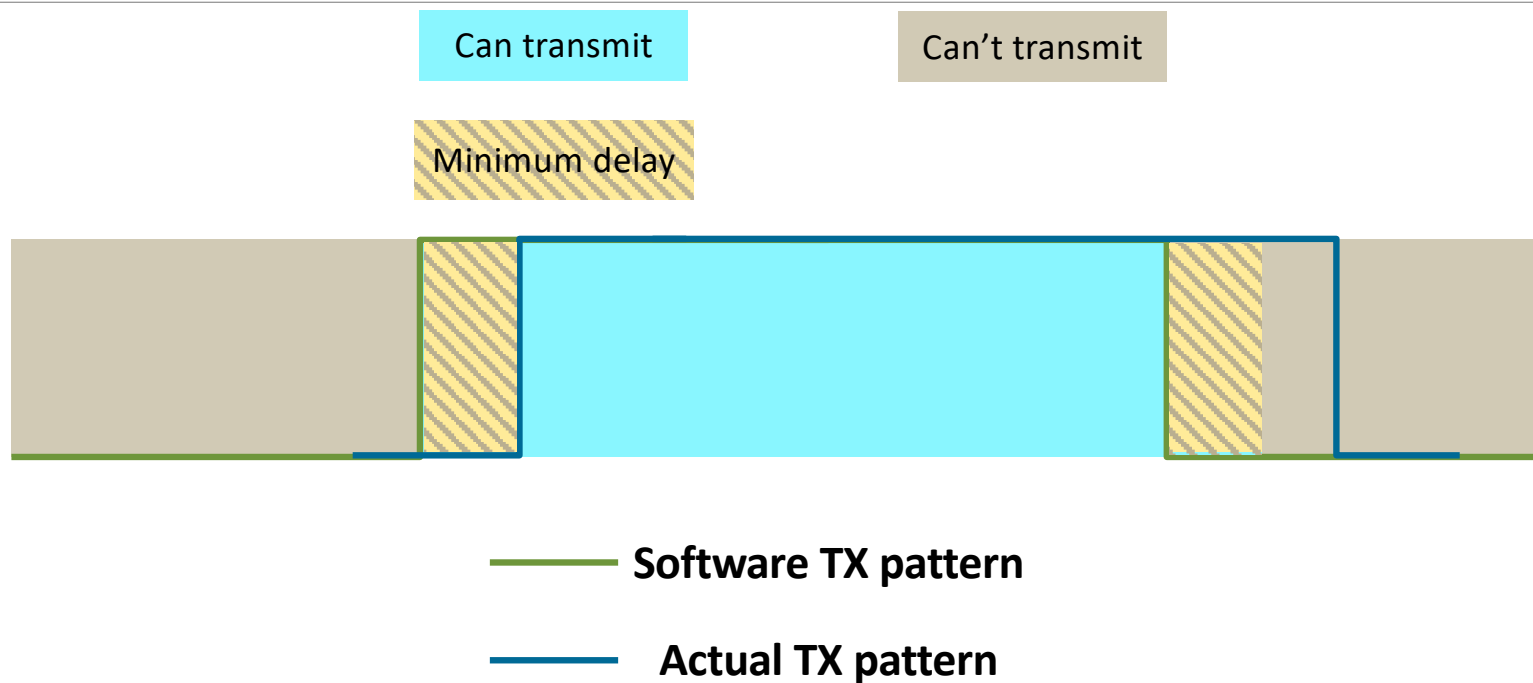 Can transmit
Can’t transmit
Minimum delay
Software TX pattern
Actual TX pattern